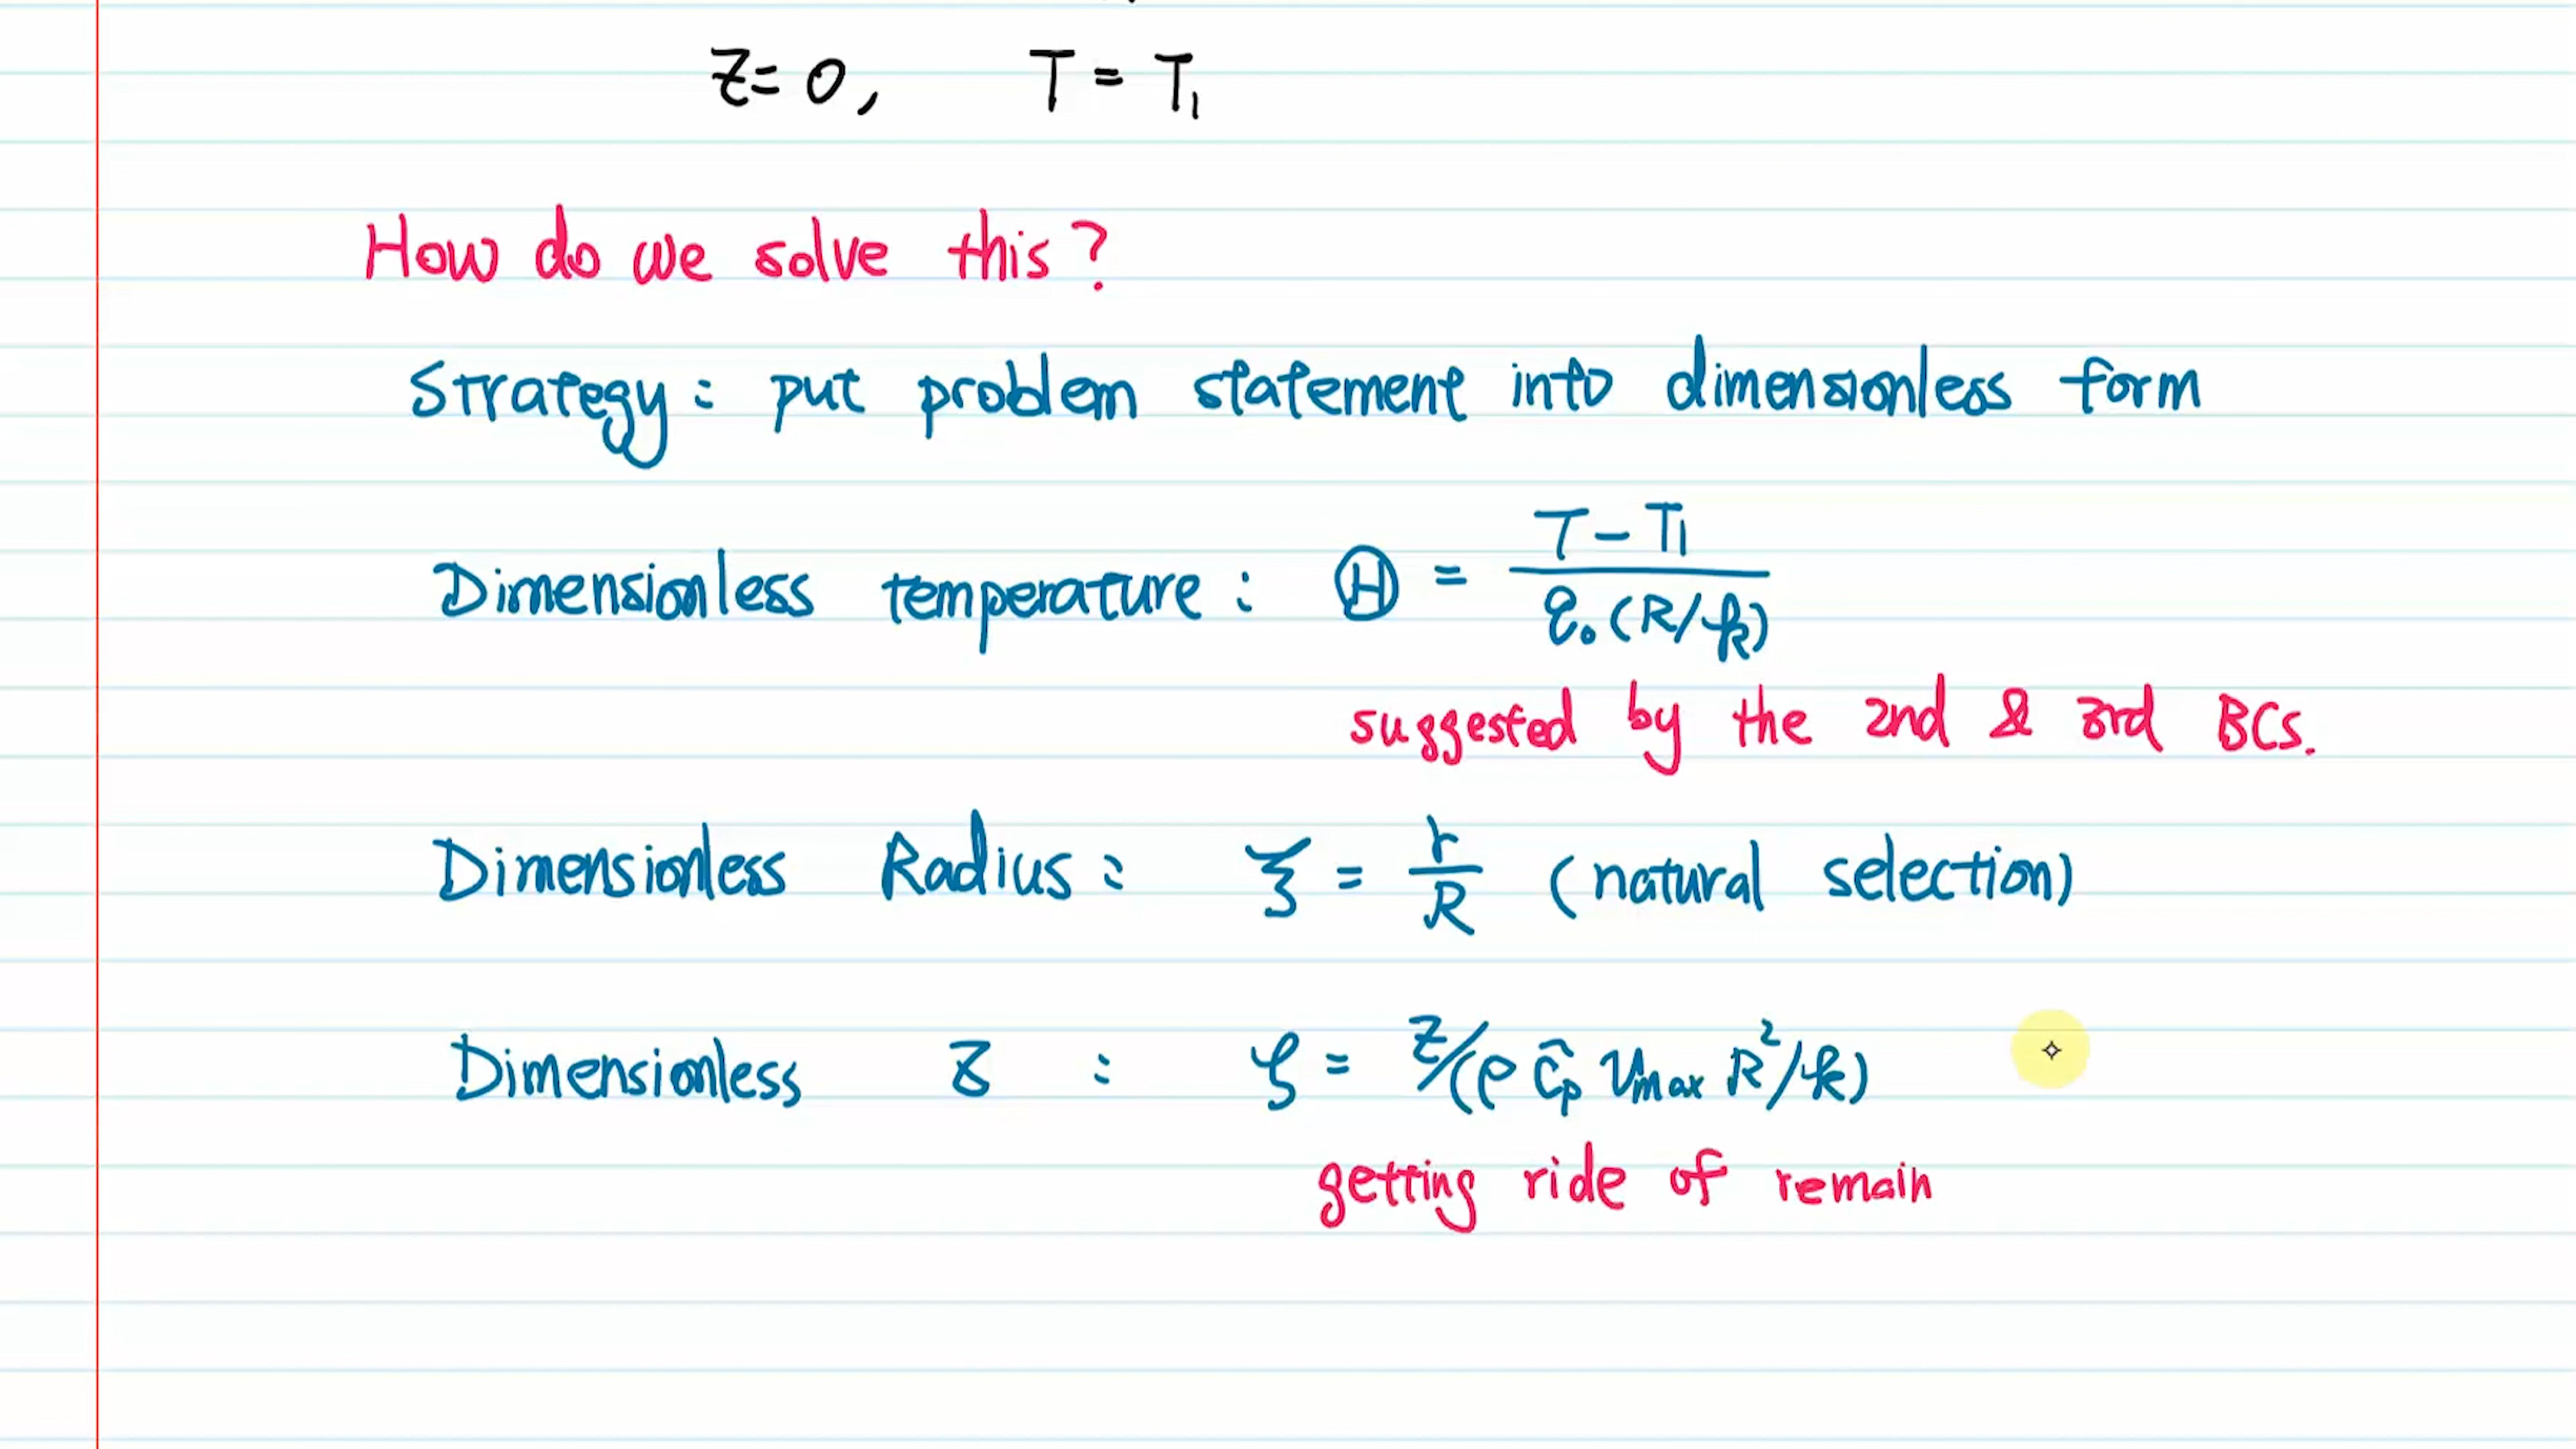 z = 0, T = T₁
How do we solve this?
Strategy: put problem statement into dimensionless form
Dimensionless temperature: Θ = (T - T₁) / (q₀(R/k))
suggested by the 2nd & 3rd BCs.
Dimensionless Radius: ξ = r/R (natural selection)
Dimensionless z : ζ = z/(ρ Ĉp vmax R²/k)
getting ride of remain